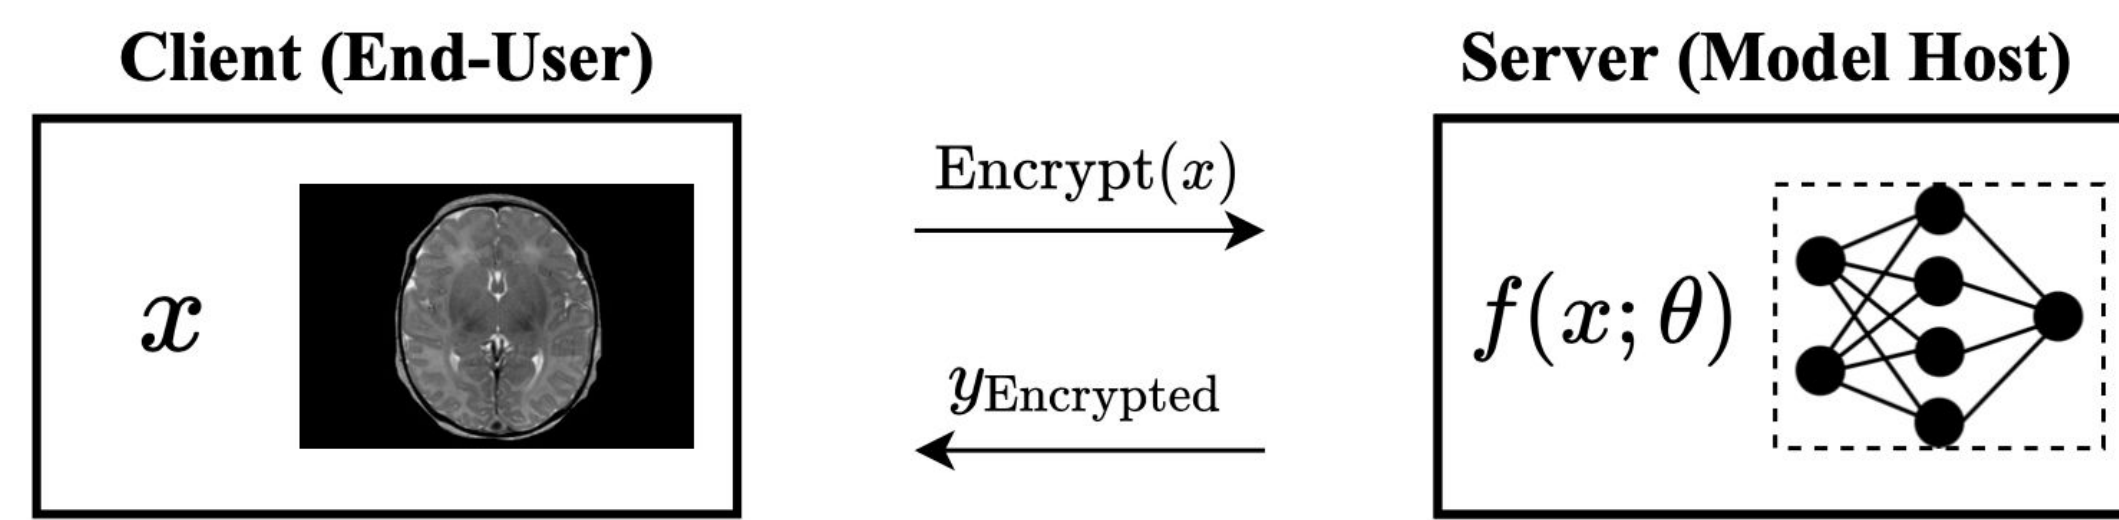 Client (End-User)
Server (Model Host)
Encrypt(x)
x
f(x; θ)
yEncrypted